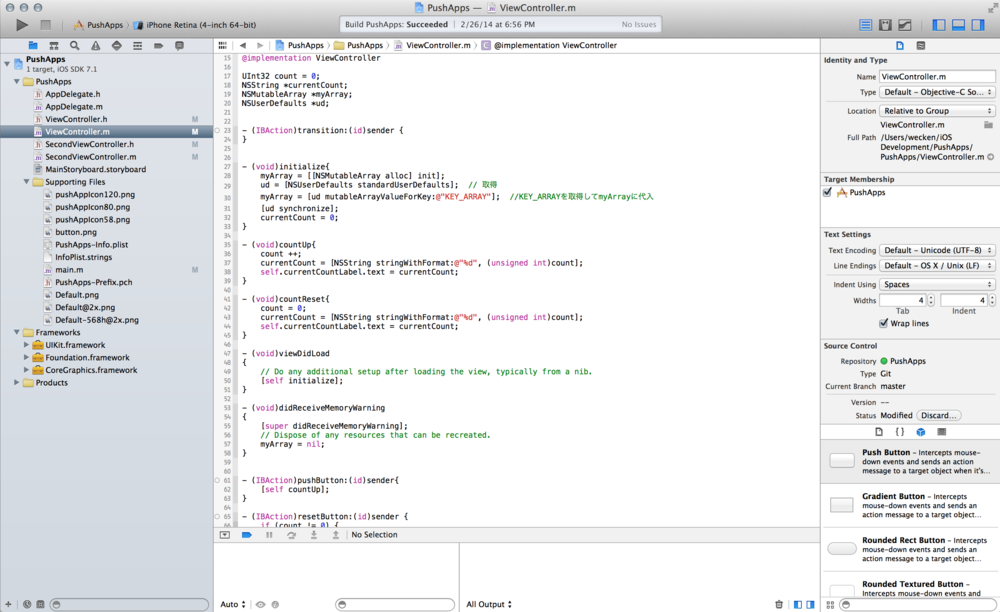 PushApps — ViewController.m
PushApps
iPhone Retina (4-inch 64-bit)
Build PushApps: Succeeded | 2/26/14 at 6:56 PM
No Issues
PushApps
1 target, iOS SDK 7.1
PushApps
AppDelegate.h
AppDelegate.m
ViewController.h M
ViewController.m M
SecondViewController.h M
SecondViewController.m M
MainStoryboard.storyboard
Supporting Files
pushAppIcon120.png
pushAppIcon80.png
pushAppIcon58.png
button.png
PushApps-Info.plist
InfoPlist.strings
main.m M
PushApps-Prefix.pch
Default.png
Default@2x.png
Default-568h@2x.png
Frameworks
UIKit.framework
Foundation.framework
CoreGraphics.framework
Products
PushApps PushApps ViewController.m @implementation ViewController
15 @implementation ViewController
16
17 UInt32 count = 0;
18 NSString *currentCount;
19 NSMutableArray *myArray;
20 NSUserDefaults *ud;
21
22
23 - (IBAction)transition:(id)sender {
24 }
25
26
27 - (void)initialize{
28 myArray = [[NSMutableArray alloc] init];
29 ud = [NSUserDefaults standardUserDefaults]; // 取得
30 myArray = [ud mutableArrayValueForKey:@"KEY_ARRAY"]; //KEY_ARRAYを取得してmyArrayに代入
31 [ud synchronize];
32 currentCount = 0;
33 }
34
35 - (void)countUp{
36 count ++;
37 currentCount = [NSString stringWithFormat:@"%d", (unsigned int)count];
38 self.currentCountLabel.text = currentCount;
39 }
40
41 - (void)countReset{
42 count = 0;
43 currentCount = [NSString stringWithFormat:@"%d", (unsigned int)count];
44 self.currentCountLabel.text = currentCount;
45 }
46
47 - (void)viewDidLoad
48 {
49 // Do any additional setup after loading the view, typically from a nib.
50 [self initialize];
51 }
52
53 - (void)didReceiveMemoryWarning
54 {
55 [super didReceiveMemoryWarning];
56 // Dispose of any resources that can be recreated.
57 myArray = nil;
58 }
59
60
61 - (IBAction)pushButton:(id)sender{
62 [self countUp];
63 }
64
65 - (IBAction)resetButton:(id)sender {
66 if (count != 0) {
No Selection
Auto
All Output
Identity and Type
Name ViewController.m
Type Default - Objective-C So...
Location Relative to Group
ViewController.m
Full Path /Users/wecken/iOS
Development/PushApps/
PushApps/ViewController.m
Target Membership
PushApps
Text Settings
Text Encoding Default - Unicode (UTF-8)
Line Endings Default - OS X / Unix (LF)
Indent Using Spaces
Widths 4 4
Tab Indent
Wrap lines
Source Control
Repository PushApps
Type Git
Current Branch master
Version --
Status Modified Discard...
Push Button - Intercepts mouse-
down events and sends an action
message to a target object when it's...
Gradient Button - Intercepts
mouse-down events and sends an
action message to a target object...
Rounded Rect Button - Intercepts
mouse-down events and sends an
action message to a target object...
Rounded Textured Button -
Intercepts mouse-down events and